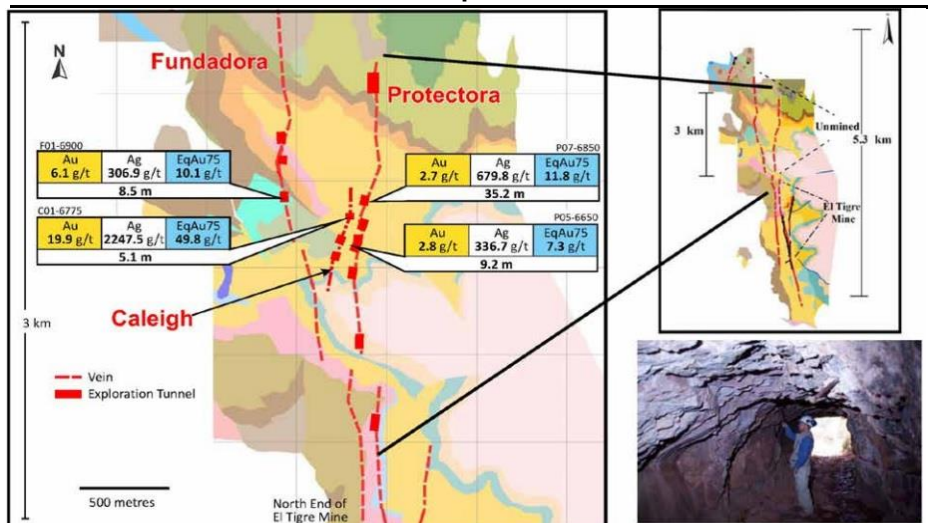 N
Fundadora
Protectora
F01-6900
Au Ag EqAu75
6.1 g/t 306.9 g/t 10.1 g/t
8.5 m
P07-6850
Au Ag EqAu75
2.7 g/t 679.8 g/t 11.8 g/t
35.2 m
C01-6775
Au Ag EqAu75
19.9 g/t 2247.5 g/t 49.8 g/t
5.1 m
P05-6650
Au Ag EqAu75
2.8 g/t 336.7 g/t 7.3 g/t
9.2 m
Caleigh
3 km
Vein
Exploration Tunnel
500 metres
North End of
El Tigre Mine
3 km
Unmined
5.3 km
El Tigre
Mine